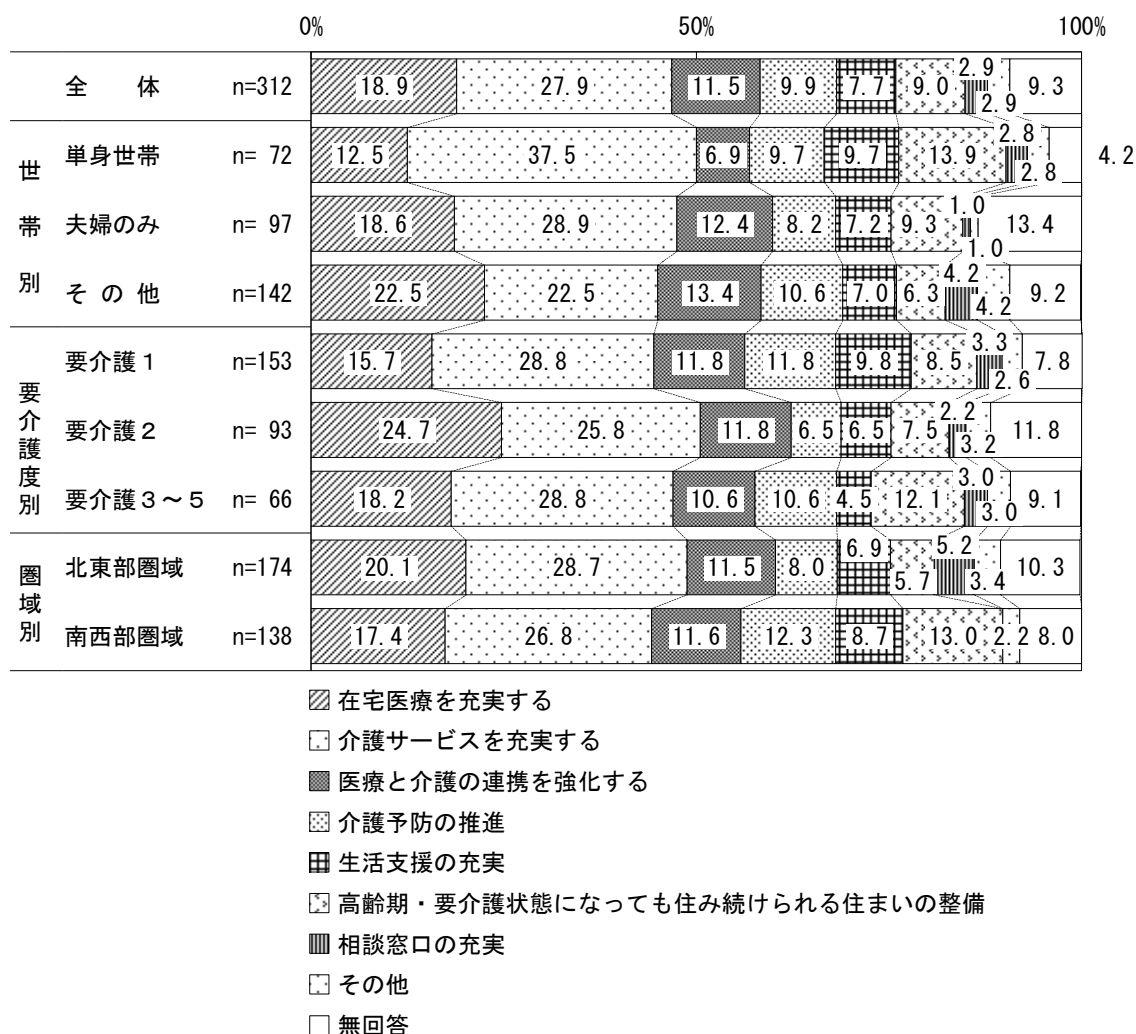 0% 50% 100%
全 体 n=312 18.9 27.9 11.5 9.9 7.7 9.0 2.9 2.9 9.3
世帯別
単身世帯 n= 72 12.5 37.5 6.9 9.7 9.7 13.9 2.8 2.8 4.2
夫婦のみ n= 97 18.6 28.9 12.4 8.2 7.2 9.3 1.0 1.0 13.4
そ の 他 n=142 22.5 22.5 13.4 10.6 7.0 6.3 4.2 4.2 9.2
要介護度別
要介護1 n=153 15.7 28.8 11.8 11.8 9.8 8.5 3.3 2.6 7.8
要介護2 n= 93 24.7 25.8 11.8 6.5 6.5 7.5 2.2 3.2 11.8
要介護3~5 n= 66 18.2 28.8 10.6 10.6 4.5 12.1 3.0 3.0 9.1
圏域別
北東部圏域 n=174 20.1 28.7 11.5 8.0 6.9 5.7 5.2 3.4 10.3
南西部圏域 n=138 17.4 26.8 11.6 12.3 8.7 13.0 2.2 8.0
在宅医療を充実する
介護サービスを充実する
医療と介護の連携を強化する
介護予防の推進
生活支援の充実
高齢期・要介護状態になっても住み続けられる住まいの整備
相談窓口の充実
その他
無回答